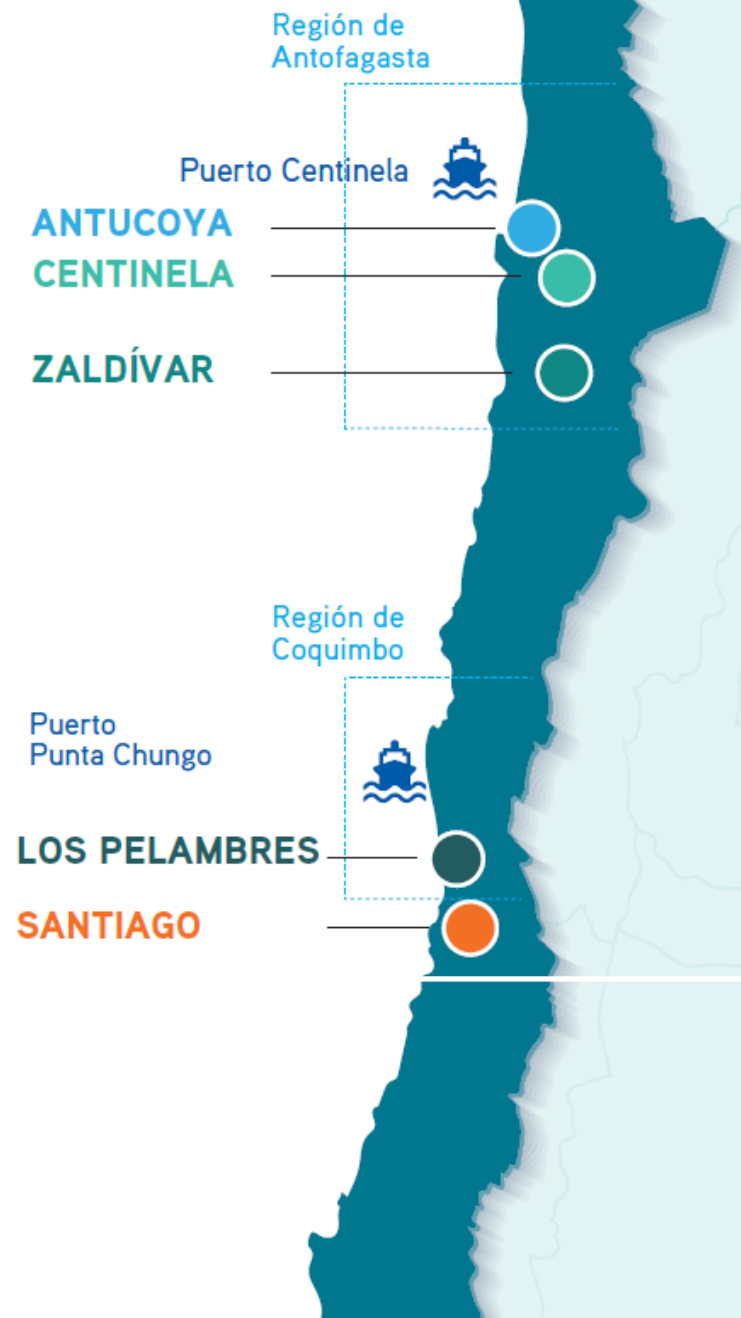 Región de
Antofagasta
Puerto Centinela
ANTUCOYA
CENTINELA
ZALDÍVAR
Región de
Coquimbo
Puerto
Punta Chungo
LOS PELAMBRES
SANTIAGO